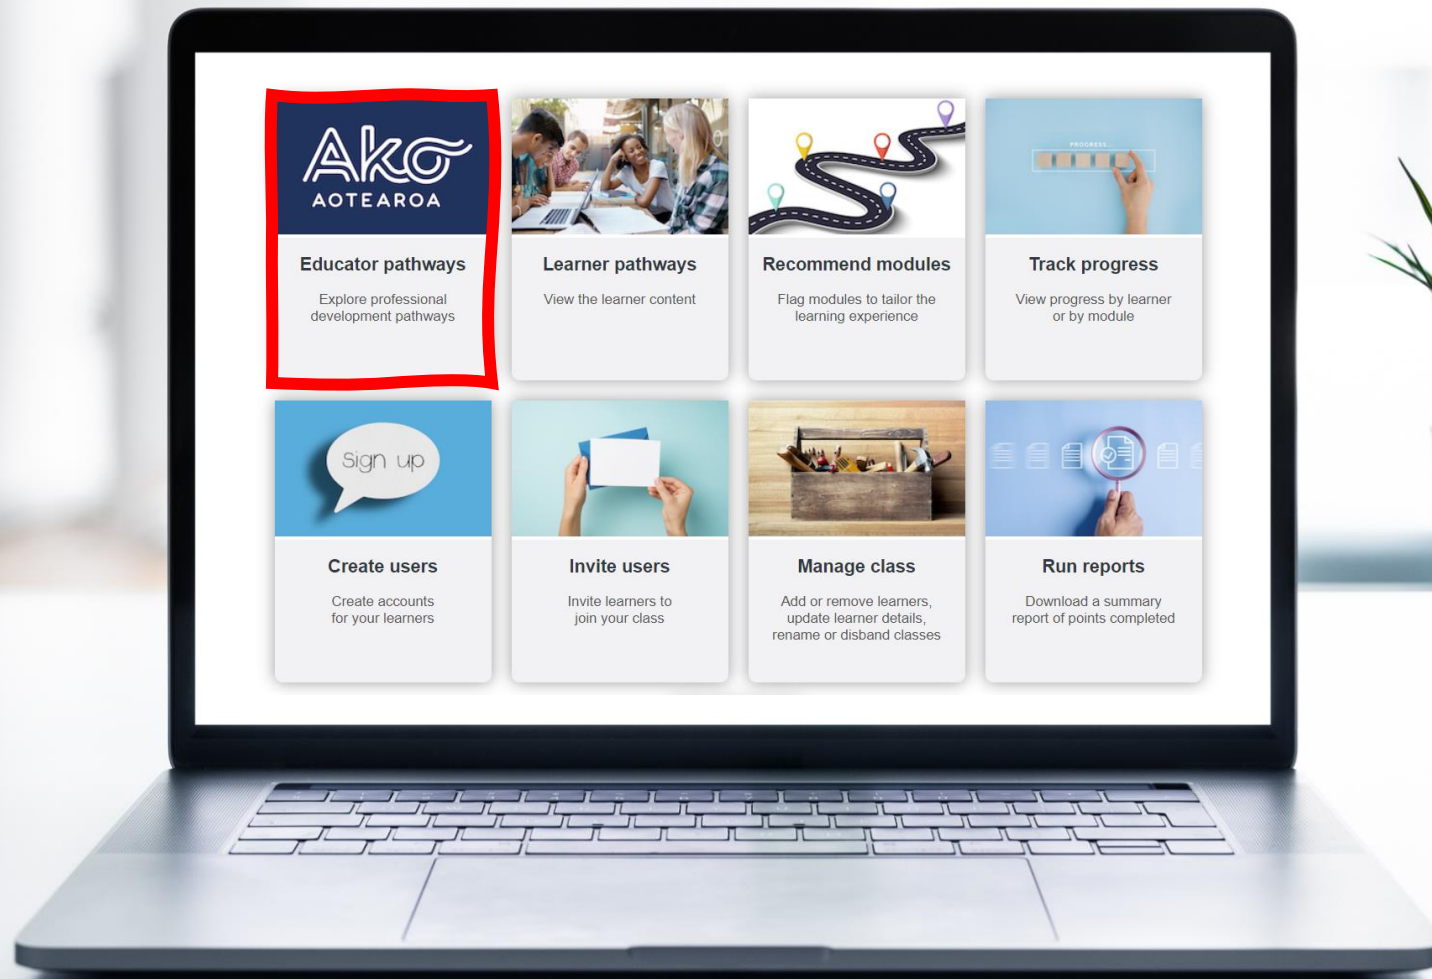 Ako
AOTEAROA
Educator pathways
Explore professional
development pathways
Learner pathways
View the learner content
Recommend modules
Flag modules to tailor the
learning experience
PROGRESS...
Track progress
View progress by learner
or by module
Sign up
Create users
Create accounts
for your learners
Invite users
Invite learners to
join your class
Manage class
Add or remove learners,
update learner details,
rename or disband classes
Run reports
Download a summary
report of points completed